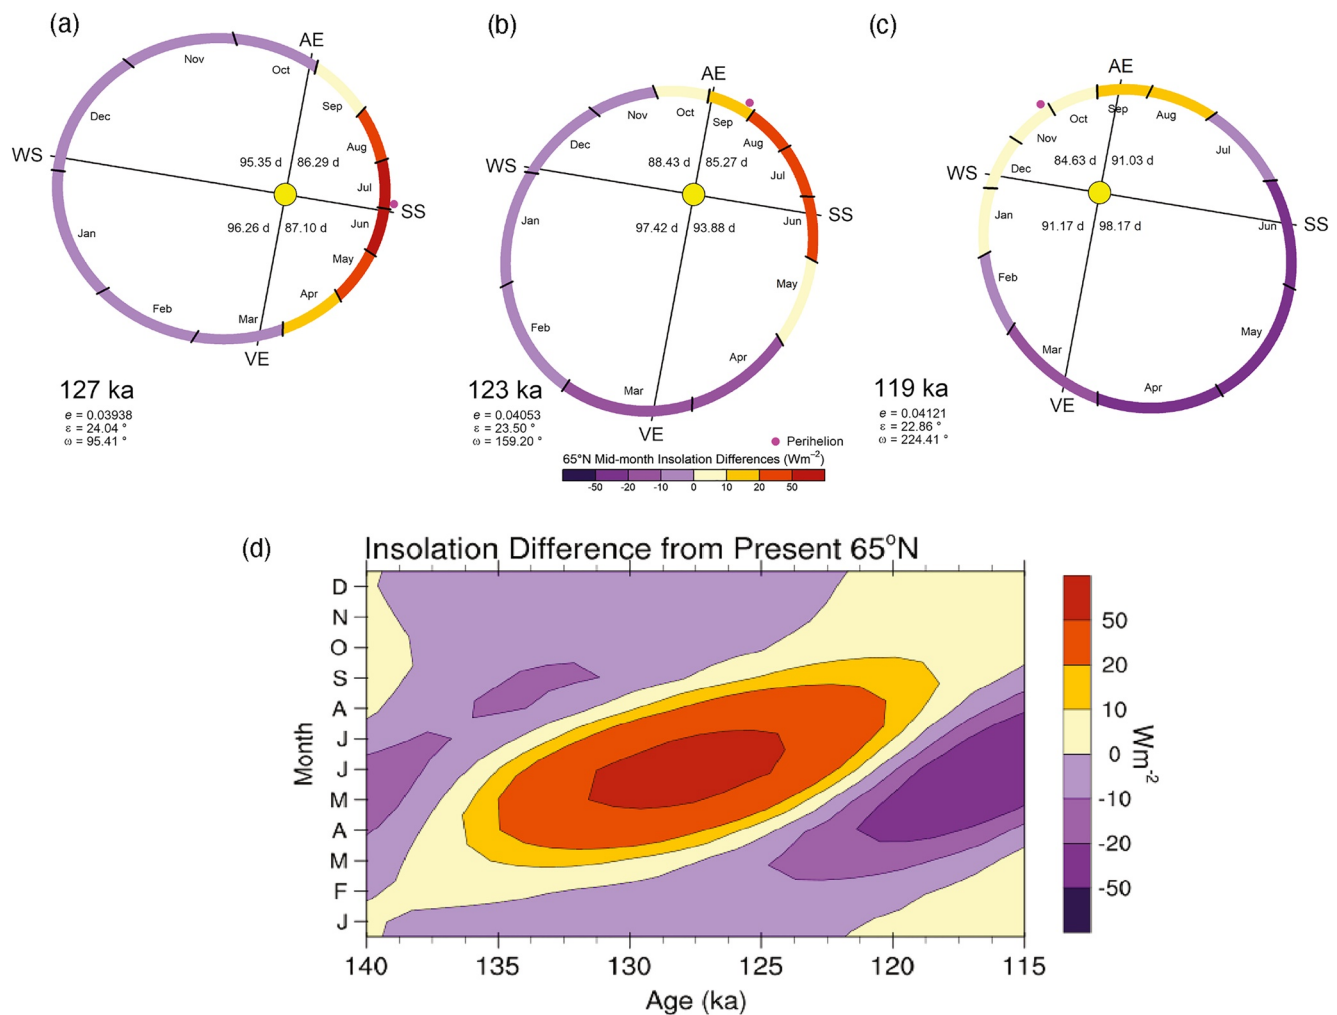 (a)
AE
Nov
Oct
Sep
Dec
Aug
WS
95.35 d
86.29 d
Jul
SS
96.26 d
87.10 d
Jun
Jan
May
Feb
Apr
Mar
VE
127 ka
e = 0.03938
ε = 24.04 °
ω = 95.41 °
(b)
AE
Nov
Oct
Sep
Dec
Aug
WS
88.43 d
85.27 d
Jul
SS
Jan
97.42 d
93.88 d
Jun
May
Feb
Apr
Mar
VE
123 ka
e = 0.04053
ε = 23.50 °
ω = 159.20 °
Perihelion
65°N Mid-month Insolation Differences (Wm−2)
-50 -20 -10 0 10 20 50
(c)
AE
Oct
Sep
Aug
Nov
Jul
WS
Dec
84.63 d
91.03 d
Jan
91.17 d
98.17 d
Jun
SS
Feb
Mar
May
Apr
VE
119 ka
e = 0.04121
ε = 22.86 °
ω = 224.41 °
(d)
Insolation Difference from Present 65oN
D
N
O
S
A
J
J
M
A
M
F
J
Month
140 135 130 125 120 115
Age (ka)
50
20
10
0
-10
-20
-50
Wm-2